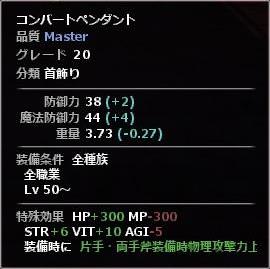 コンバートペンダント
品質 Master
グレード 20
分類 首飾り
防御力 38 (+2)
魔法防御力 44 (+4)
重量 3.73 (-0.27)
装備条件 全種族
全職業
Lv 50～
特殊効果 HP+300 MP-300
STR+6 VIT+10 AGI-5
装備時に 片手・両手斧装備時物理攻撃力上